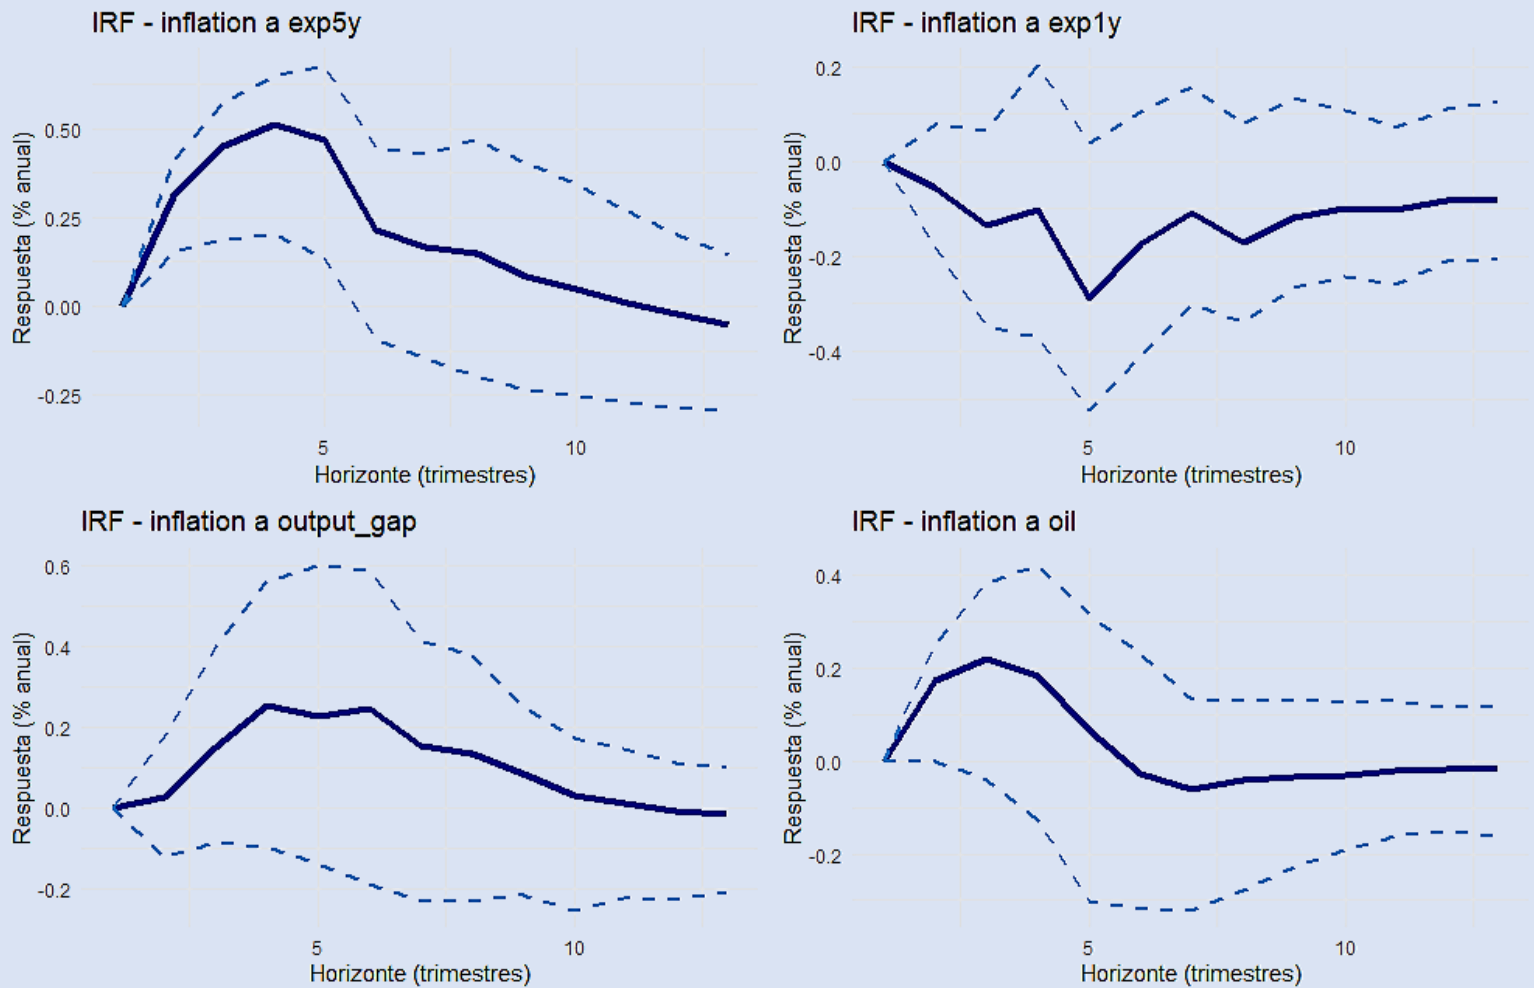 IRF - inflation a exp5y
Respuesta (% anual)
0.50
0.25
0.00
-0.25
5
10
Horizonte (trimestres)
IRF - inflation a exp1y
Respuesta (% anual)
0.2
0.0
-0.2
-0.4
5
10
Horizonte (trimestres)
IRF - inflation a output_gap
Respuesta (% anual)
0.6
0.4
0.2
0.0
-0.2
5
10
Horizonte (trimestres)
IRF - inflation a oil
Respuesta (% anual)
0.4
0.2
0.0
-0.2
5
10
Horizonte (trimestres)